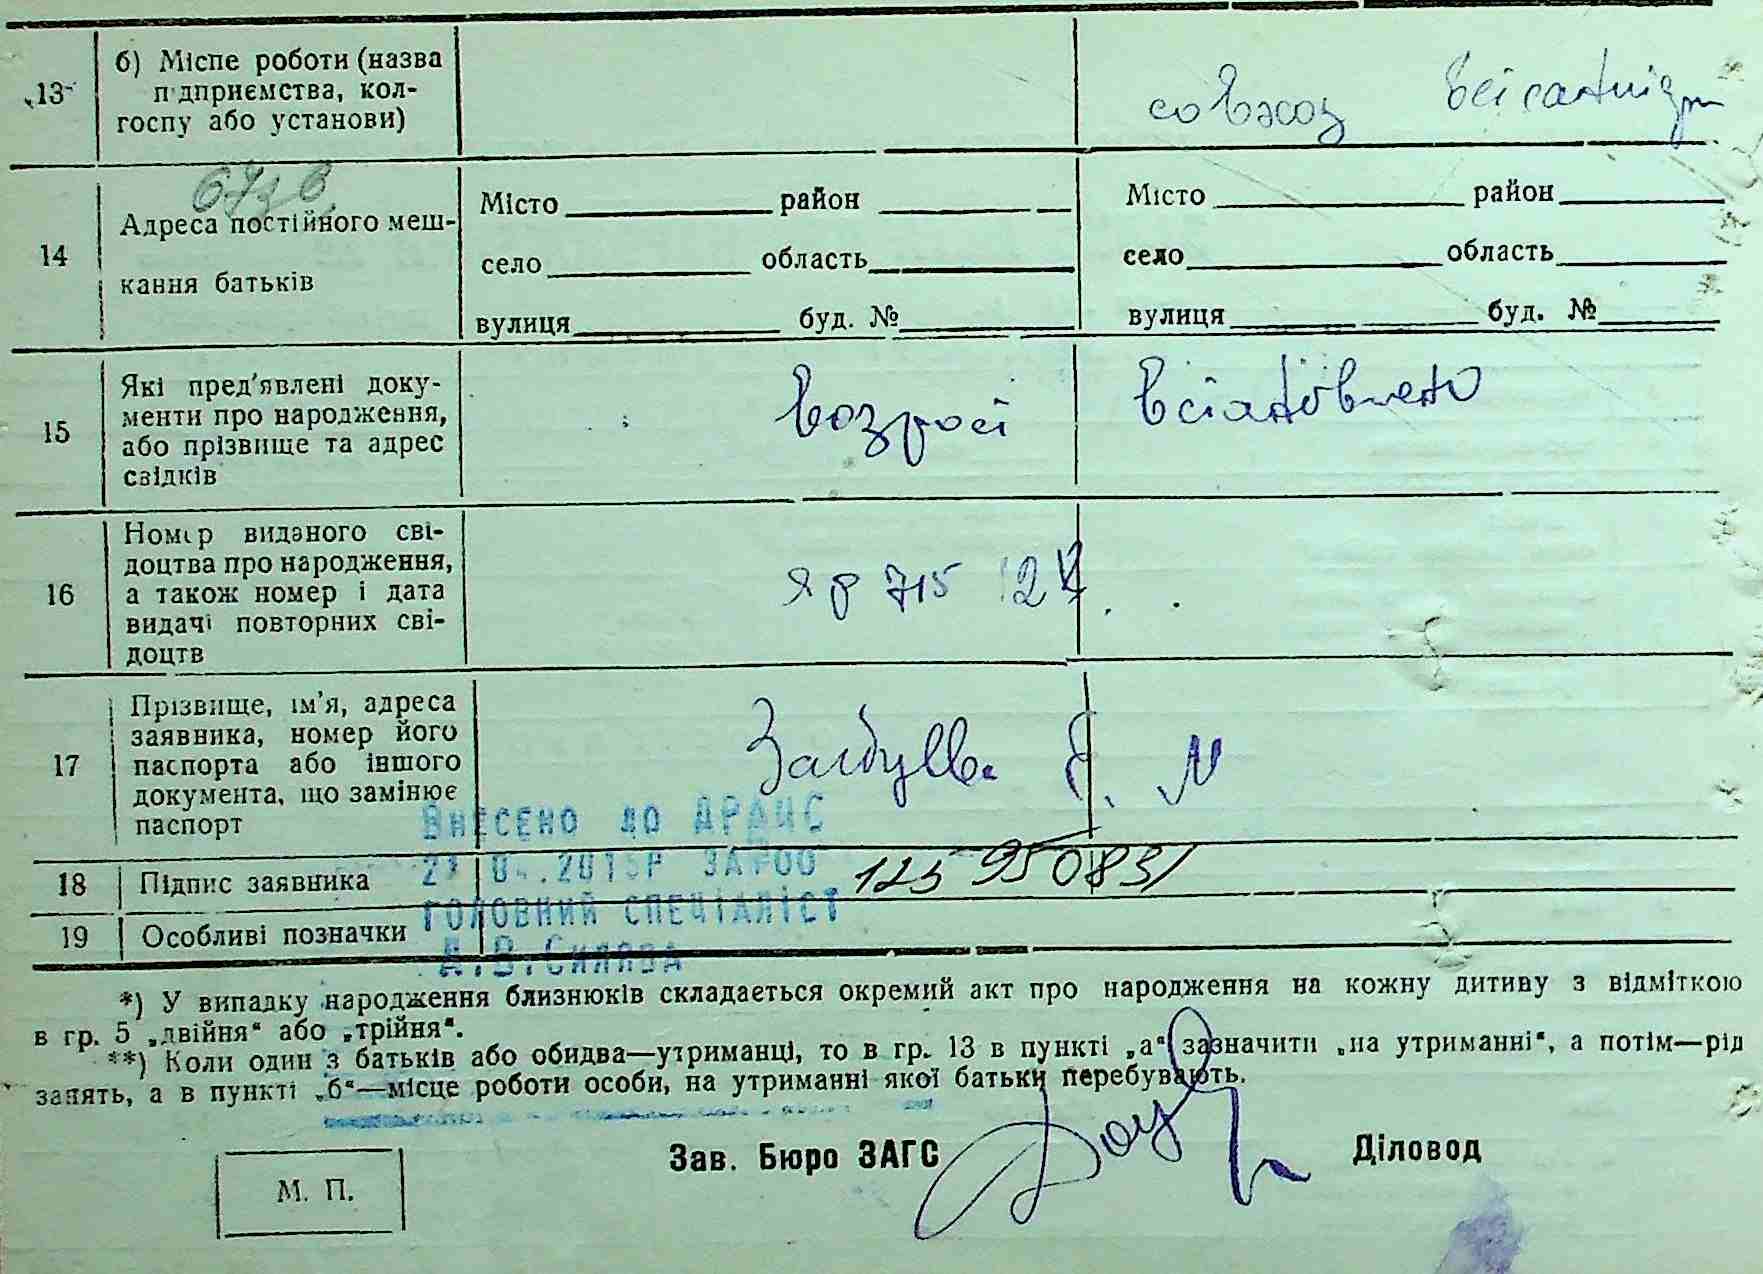 13 б) Місце роботи (назва
підприємства, кол-
госпу або установи)
совхоз
14 Адреса постійного меш-
кання батьків
Місто район Місто район
село область село область
вулиця буд. № вулиця буд. №
15 Які пред'явлені доку-
менти про народження,
або прізвище та адрес
свідків
возраст
16 Номер виданого сві-
доцтва про народження,
а також номер і дата
видачі повторних сві-
доцтв
715
17 Прізвище, ім'я, адреса
заявника, номер його
паспорта або іншого
документа, що замінює
паспорт
М
ВНЕСЕНО ДО ДРАЦС
18 Підпис заявника
125950831
ГОЛОВНИЙ СПЕЦІАЛІСТ
19 Особливі позначки
*) У випадку народження близнюків складається окремий акт про народження на кожну дитину з відміткою
в гр. 5 „двійня“ або „трійня“.
**) Коли один з батьків або обидва—утриманці, то в гр. 13 в пункті „а“ зазначити „на утриманні“, а потім—рід
занять, а в пункті „б“—місце роботи особи, на утриманні якої батьки перебувають.
Зав. Бюро ЗАГС Діловод
М. П.